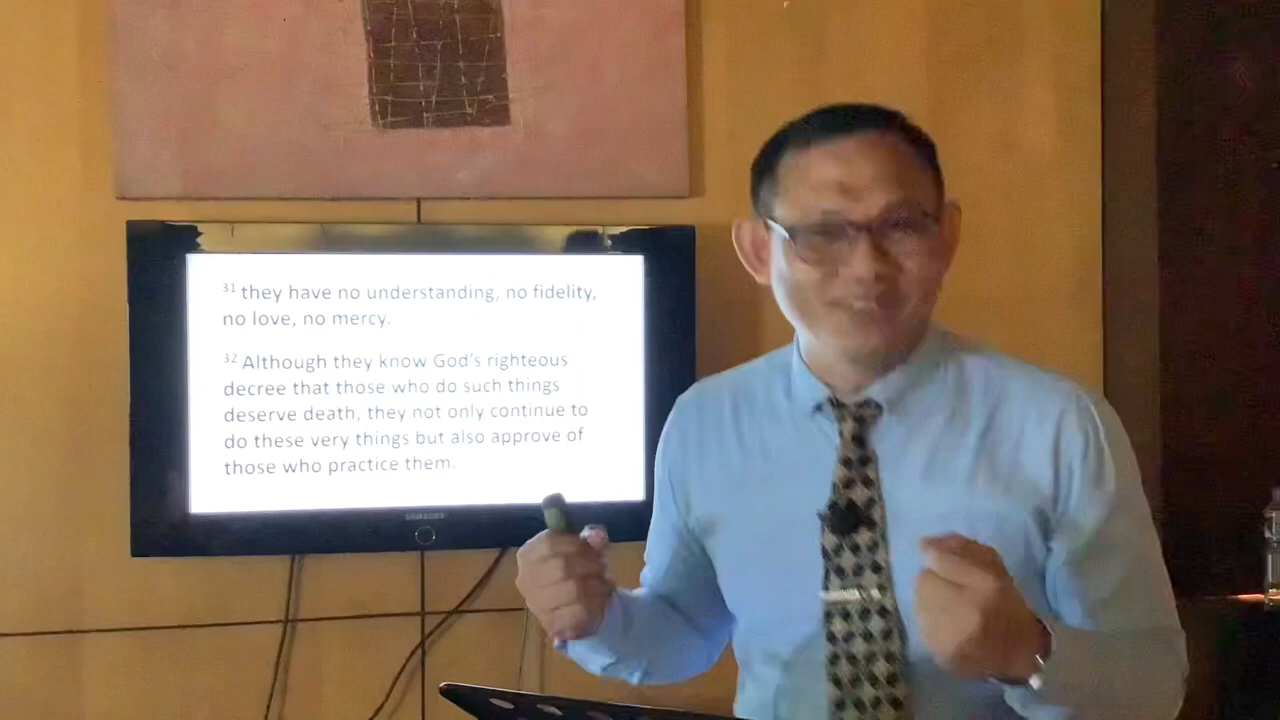 31 they have no understanding, no fidelity,
no love, no mercy.
32 Although they know God's righteous
decree that those who do such things
deserve death, they not only continue to
do these very things but also approve of
those who practice them.
SAMSUNG